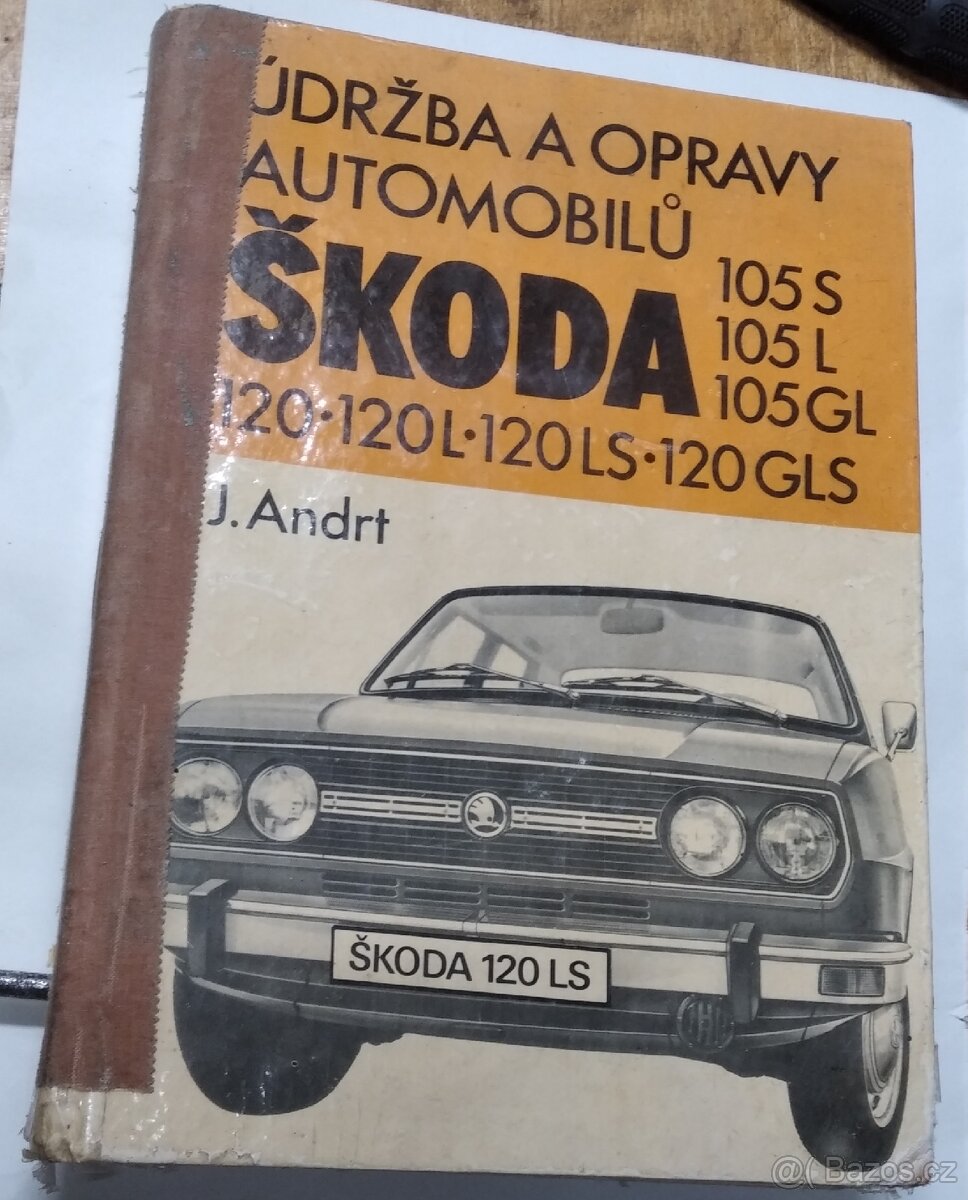 ÚDRŽBA A OPRAVY
AUTOMOBILŮ
ŠKODA
105 S
105 L
105 GL
120·120 L·120 LS·120 GLS
J. Andrt
ŠKODA 120 LS
@( Bazos.cz